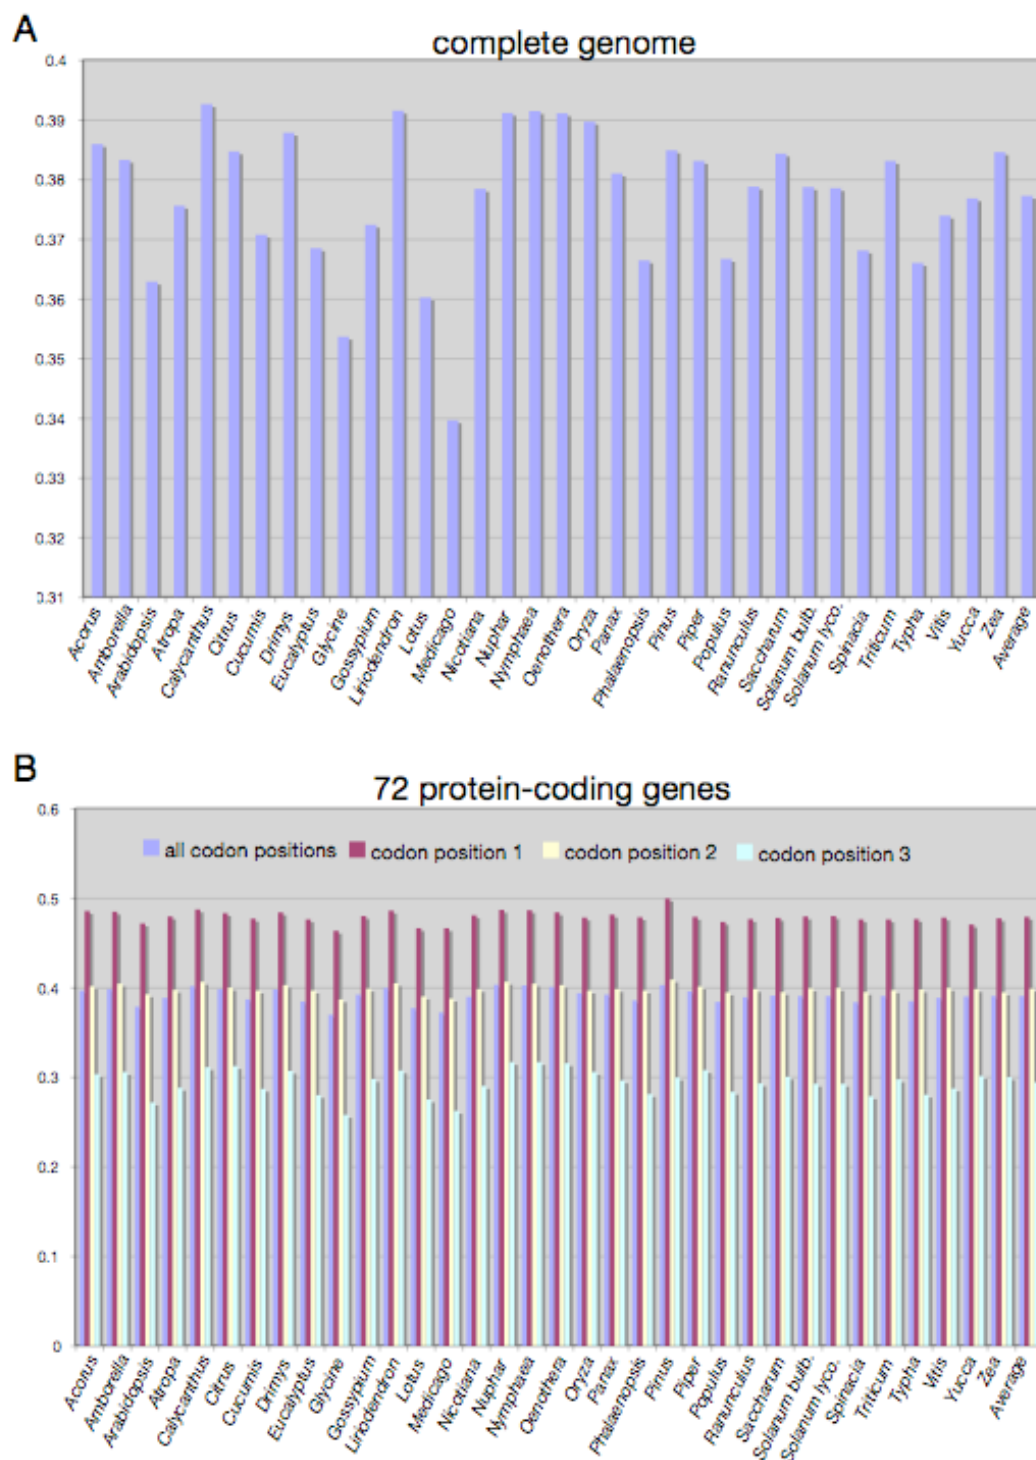 A
complete genome
0.4
0.39
0.38
0.37
0.36
0.35
0.34
0.33
0.32
0.31
Acorus
Amborella
Arabidopsis
Atropa
Calycanthus
Citrus
Cucumis
Drimys
Eucalyptus
Glycine
Gossypium
Liriodendron
Lotus
Medicago
Nicotiana
Nuphar
Nymphaea
Oenothera
Oryza
Panax
Phalaenopsis
Pinus
Piper
Populus
Ranunculus
Saccharum
Solanum bulb.
Solanum lyco.
Spinacia
Triticum
Typha
Vitis
Yucca
Zea
Average
B
72 protein-coding genes
0.6
all codon positions codon position 1 codon position 2 codon position 3
0.5
0.4
0.3
0.2
0.1
0
Acorus
Amborella
Arabidopsis
Atropa
Calycanthus
Citrus
Cucumis
Drimys
Eucalyptus
Glycine
Gossypium
Liriodendron
Lotus
Medicago
Nicotiana
Nuphar
Nymphaea
Oenothera
Oryza
Panax
Phalaenopsis
Pinus
Piper
Populus
Ranunculus
Saccharum
Solanum bulb.
Solanum lyco.
Spinacia
Triticum
Typha
Vitis
Yucca
Zea
Average